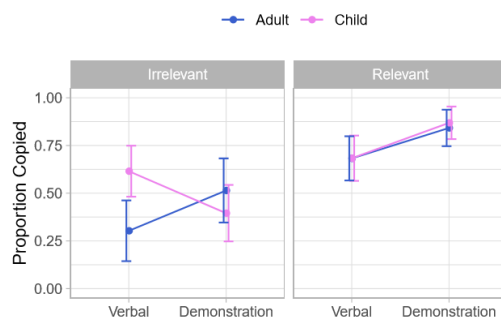 Adult Child
Irrelevant Relevant
Proportion Copied
1.00
0.75
0.50
0.25
0.00
Verbal Demonstration Verbal Demonstration